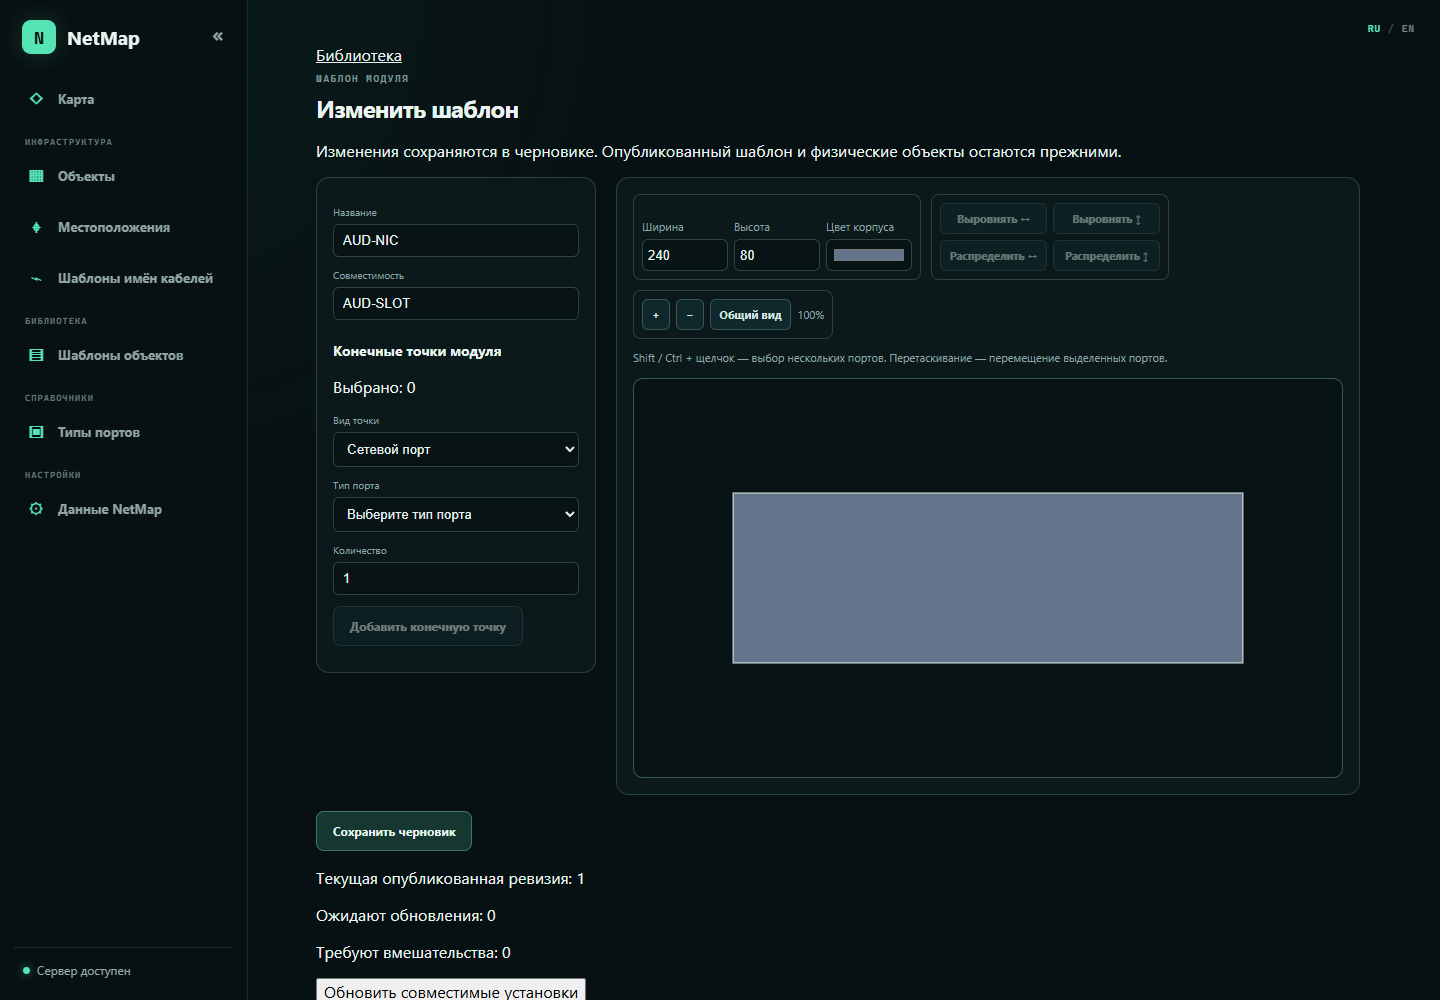 N NetMap «
Карта
ИНФРАСТРУКТУРА
Объекты
Местоположения
Шаблоны имён кабелей
БИБЛИОТЕКА
Шаблоны объектов
СПРАВОЧНИКИ
Типы портов
НАСТРОЙКИ
Данные NetMap
Сервер доступен
RU / EN
Библиотека
ШАБЛОН МОДУЛЯ
Изменить шаблон
Изменения сохраняются в черновике. Опубликованный шаблон и физические объекты остаются прежними.
Название
AUD-NIC
Совместимость
AUD-SLOT
Конечные точки модуля
Выбрано: 0
Вид точки
Сетевой порт
Тип порта
Выберите тип порта
Количество
1
Добавить конечную точку
Ширина Высота Цвет корпуса
240 80
Выровнять ↔ Выровнять ↕
Распределить ↔ Распределить ↕
+ − Общий вид 100%
Shift / Ctrl + щелчок — выбор нескольких портов. Перетаскивание — перемещение выделенных портов.
Сохранить черновик
Текущая опубликованная ревизия: 1
Ожидают обновления: 0
Требуют вмешательства: 0
Обновить совместимые установки